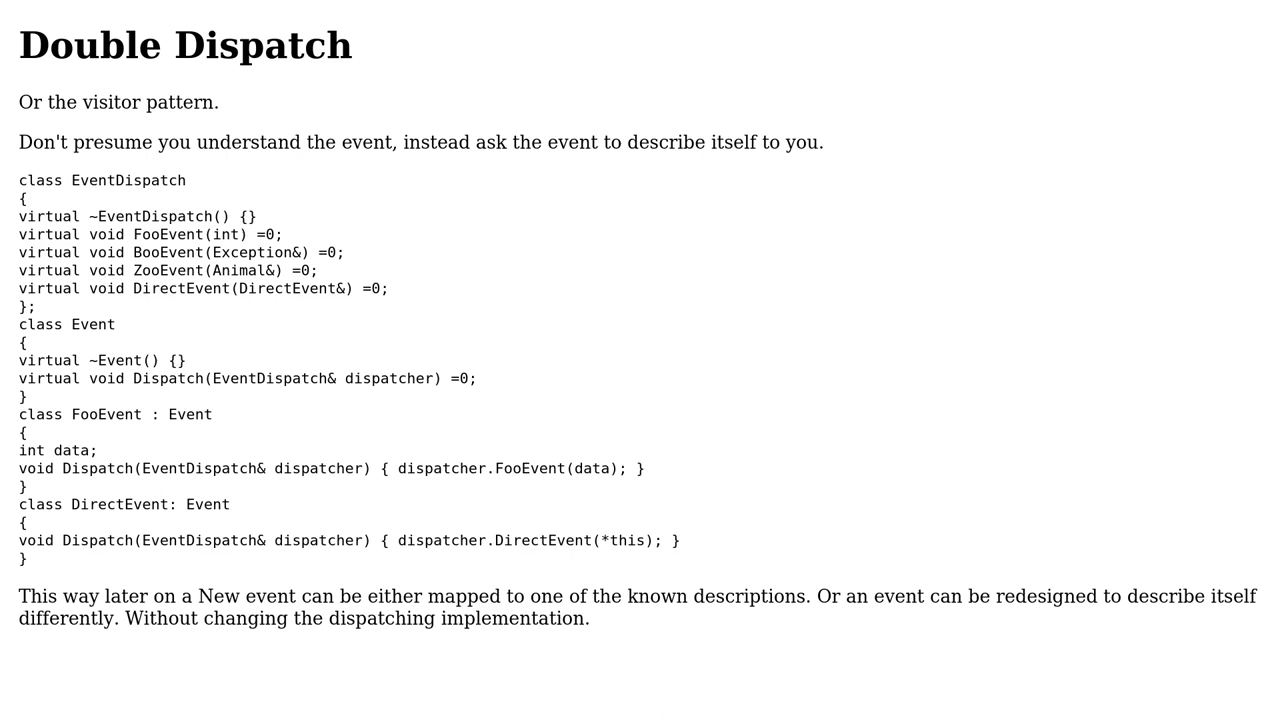 Double Dispatch
Or the visitor pattern.
Don't presume you understand the event, instead ask the event to describe itself to you.
class EventDispatch
{
virtual ~EventDispatch() {}
virtual void FooEvent(int) =0;
virtual void BooEvent(Exception&) =0;
virtual void ZooEvent(Animal&) =0;
virtual void DirectEvent(DirectEvent&) =0;
};
class Event
{
virtual ~Event() {}
virtual void Dispatch(EventDispatch& dispatcher) =0;
}
class FooEvent : Event
{
int data;
void Dispatch(EventDispatch& dispatcher) { dispatcher.FooEvent(data); }
}
class DirectEvent: Event
{
void Dispatch(EventDispatch& dispatcher) { dispatcher.DirectEvent(*this); }
}
This way later on a New event can be either mapped to one of the known descriptions. Or an event can be redesigned to describe itself
differently. Without changing the dispatching implementation.